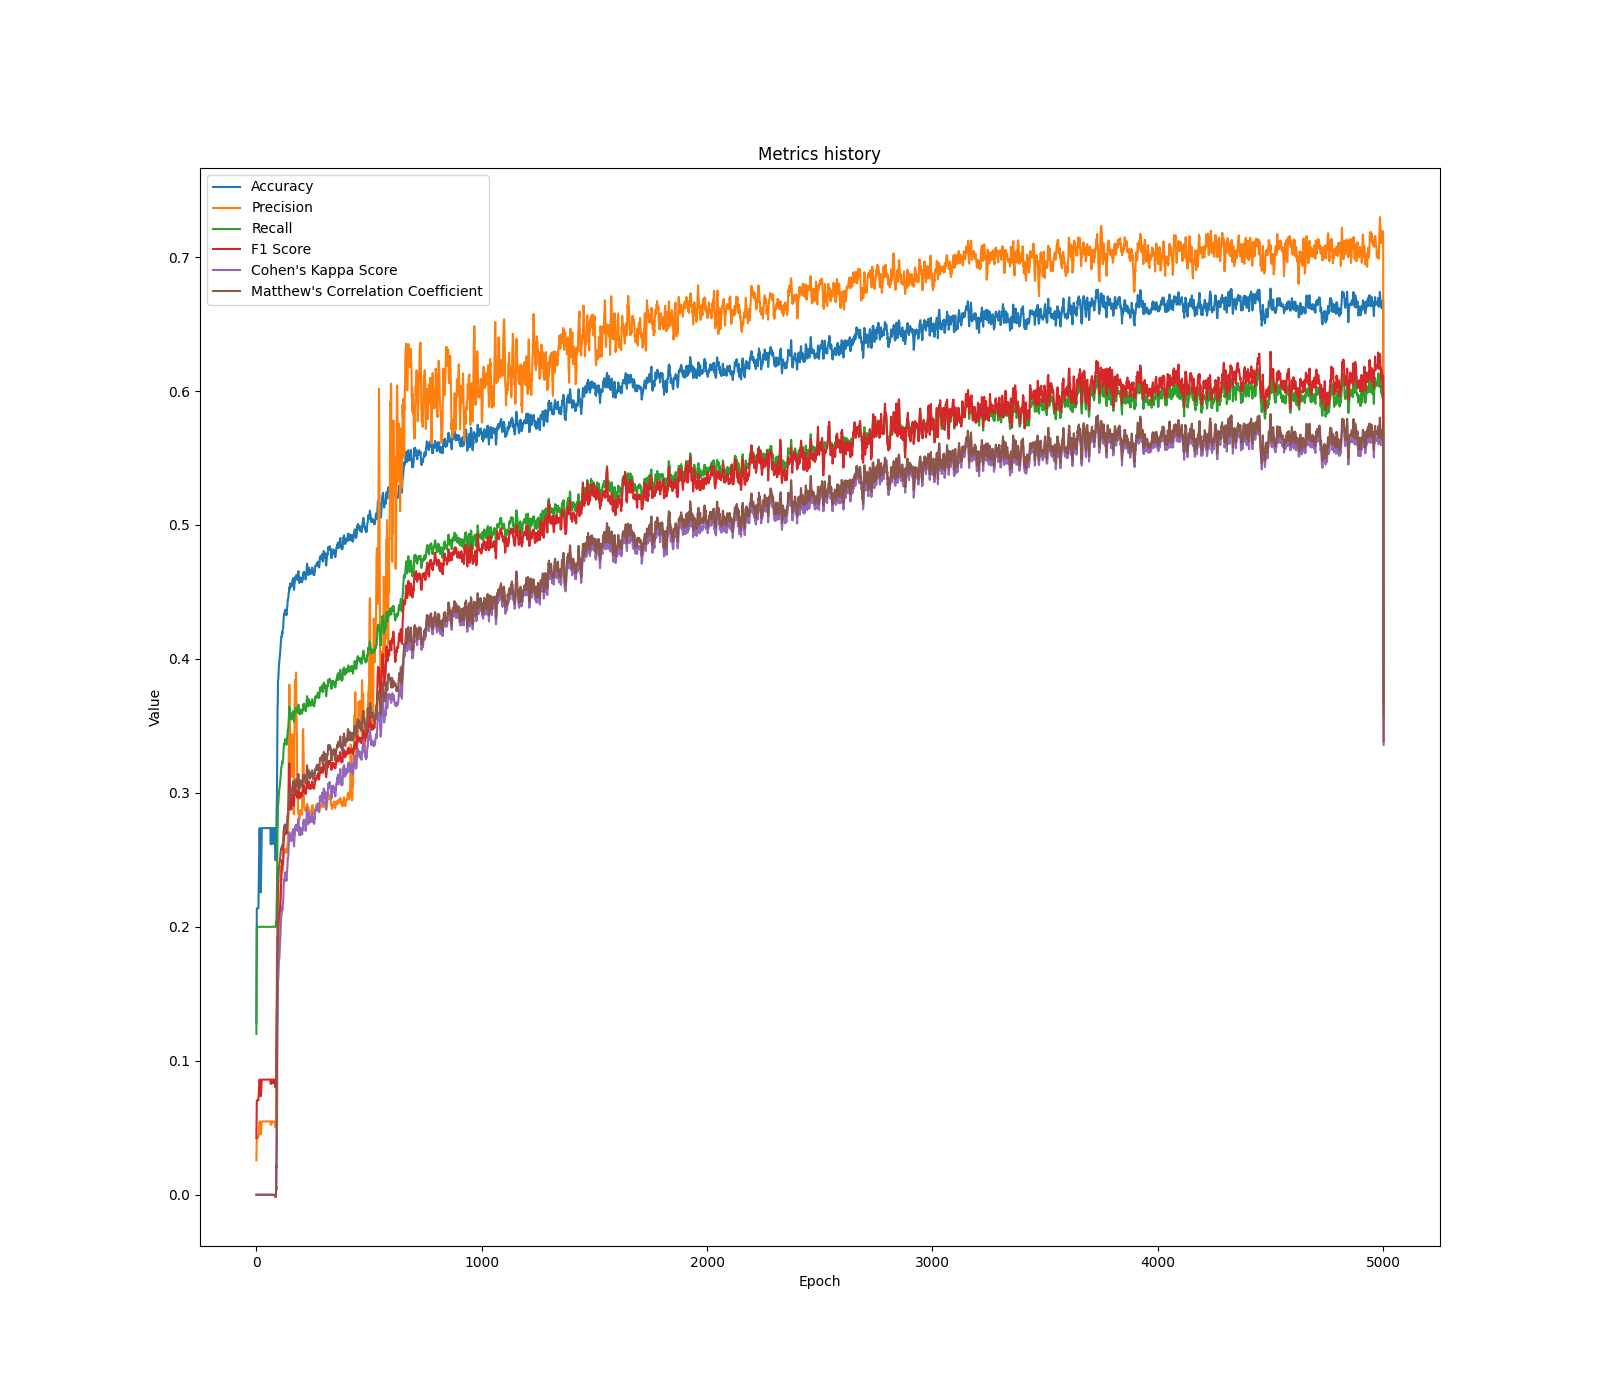 Metrics history
Accuracy
Precision
Recall
F1 Score
Cohen's Kappa Score
Matthew's Correlation Coefficient
0.7
0.6
0.5
0.4
0.3
0.2
0.1
0.0
Value
0 1000 2000 3000 4000 5000
Epoch